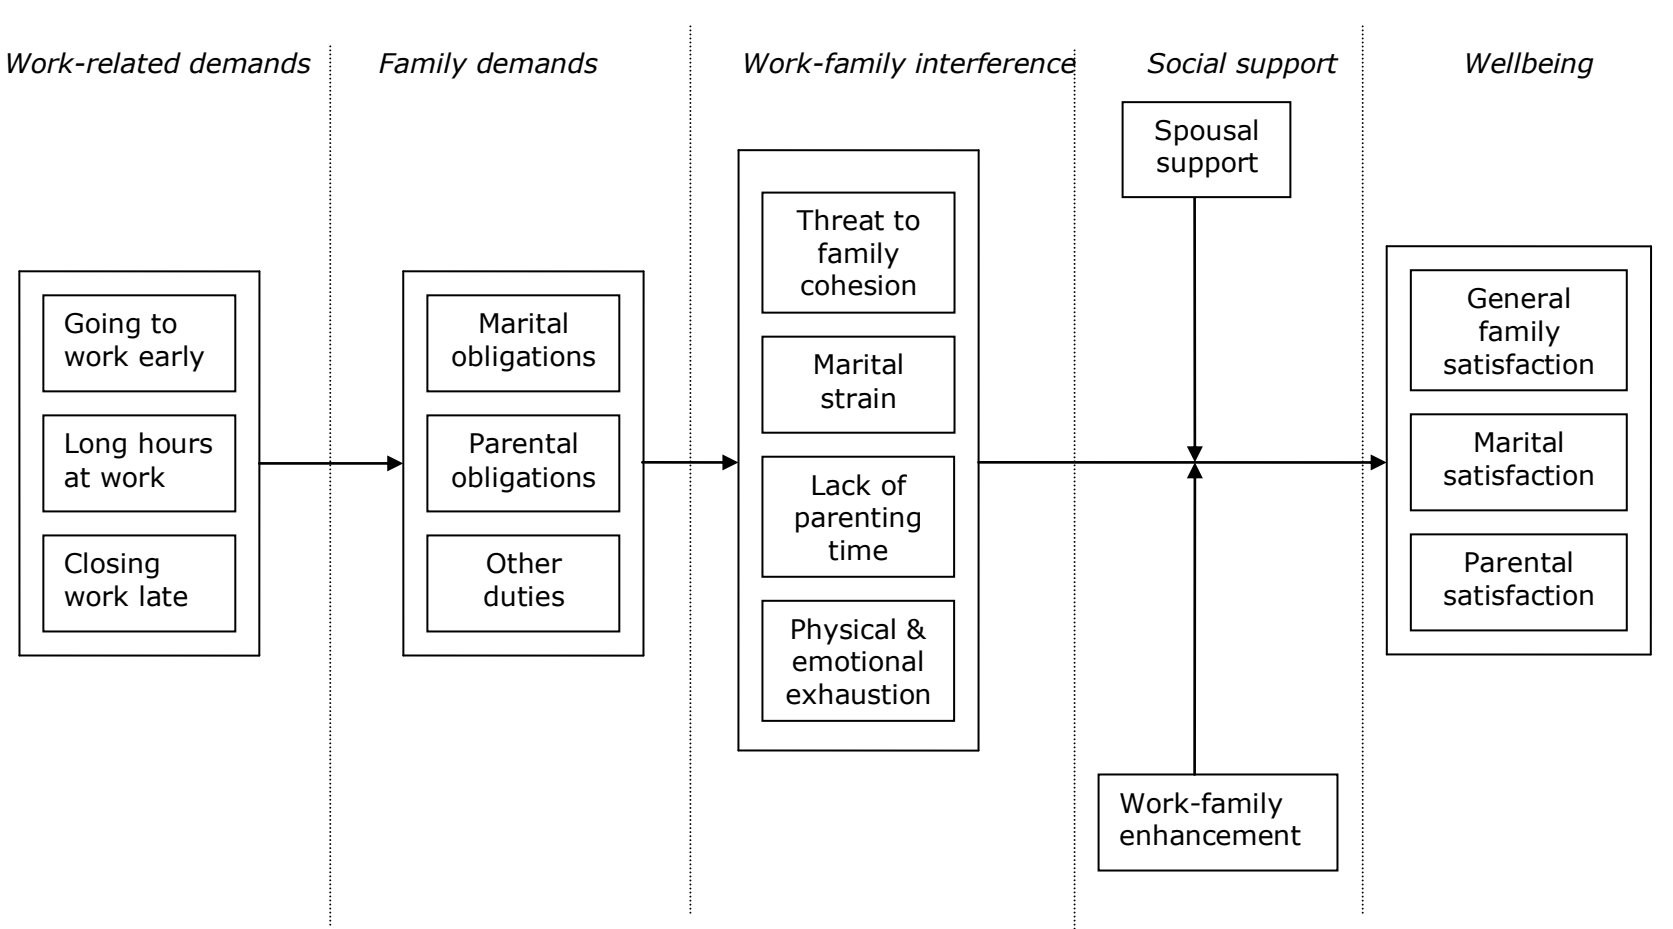 Work-related demands
Family demands
Work-family interference
Social support
Wellbeing
Going to
work early
Long hours
at work
Closing
work late
Marital
obligations
Parental
obligations
Other
duties
Threat to
family
cohesion
Marital
strain
Lack of
parenting
time
Physical &
emotional
exhaustion
Spousal
support
Work-family
enhancement
General
family
satisfaction
Marital
satisfaction
Parental
satisfaction